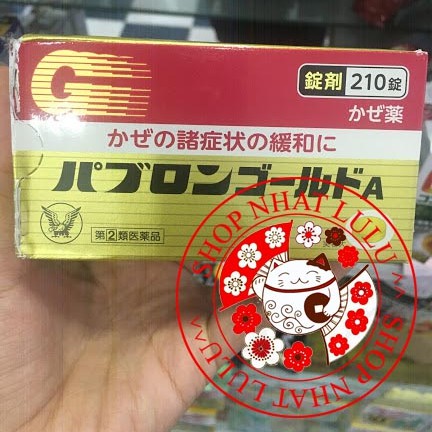 G
錠剤 210錠
かぜ薬
かぜの諸症状の緩和に
パブロンゴールドA
指定②類医薬品
SHOP NHAT LULU
SHOP NHAT LULU